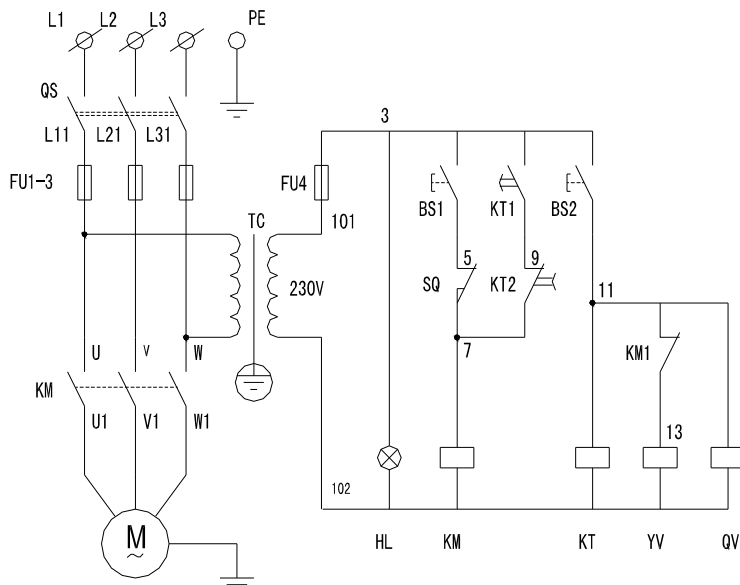 L1 L2 L3 PE
QS
L11 L21 L31
3
FU1-3
FU4
BS1 KT1 BS2
TC 101
5 9
SQ KT2
230V
11
7
U V W
KM1
KM
U1 V1 W1
13
102
M
~
HL KM KT YV QV